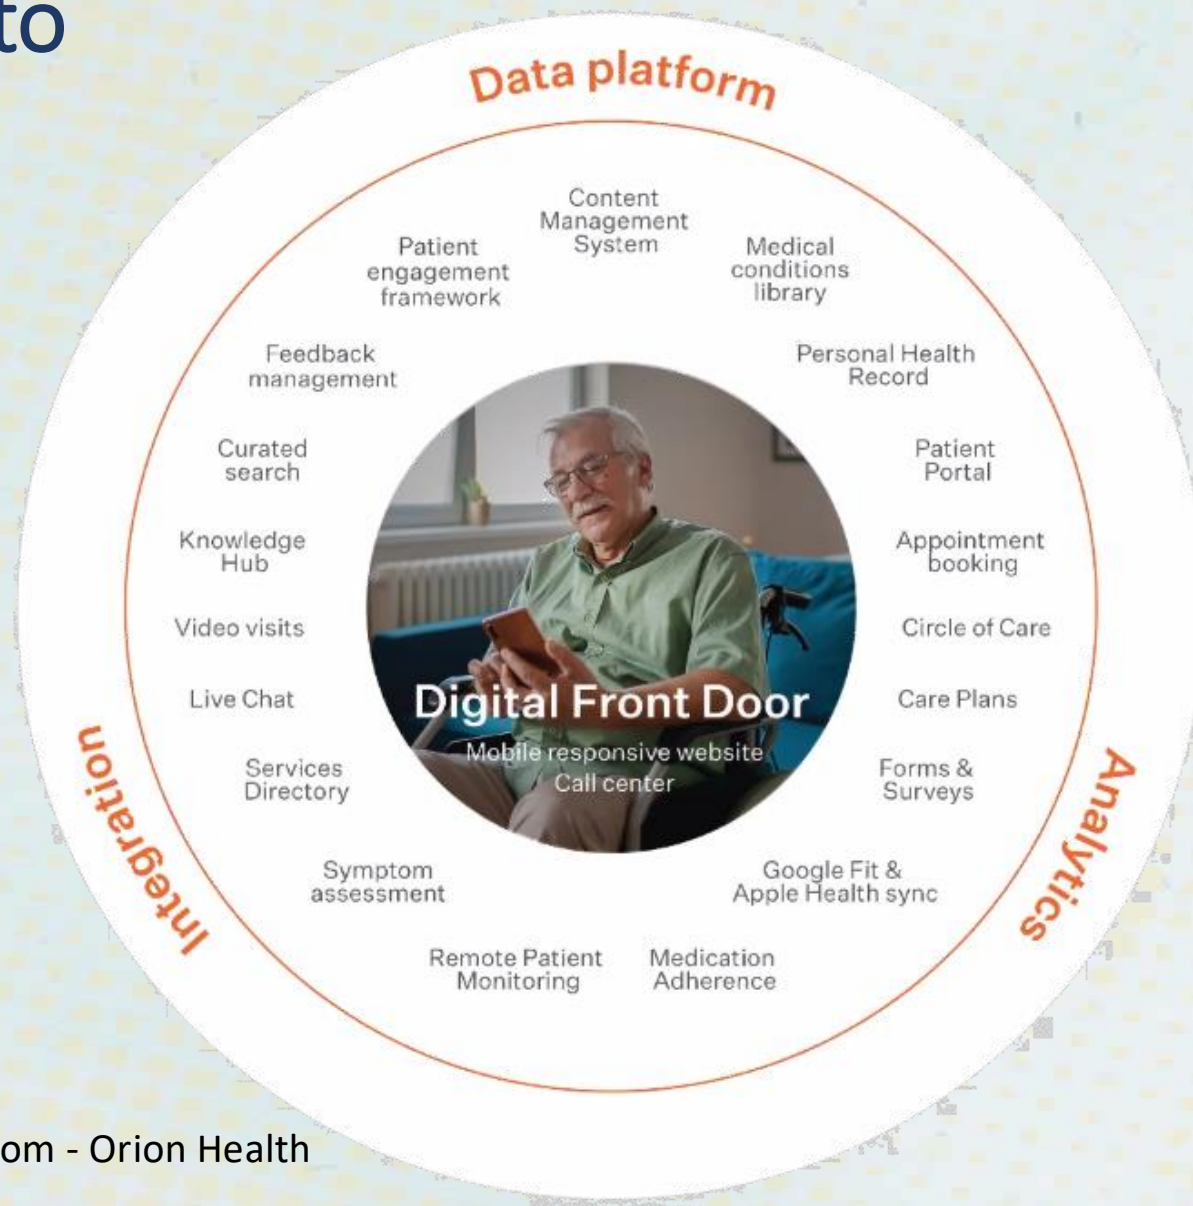 to
Data platform
Content
Management
System
Patient
engagement
framework
Medical
conditions
library
Feedback
management
Personal Health
Record
Curated
search
Patient
Portal
Knowledge
Hub
Appointment
booking
Video visits
Circle of Care
Live Chat
Care Plans
Digital Front Door
Mobile responsive website
Call center
Services
Directory
Forms &
Surveys
Integration
Analytics
Symptom
assessment
Google Fit &
Apple Health sync
Remote Patient
Monitoring
Medication
Adherence
om - Orion Health